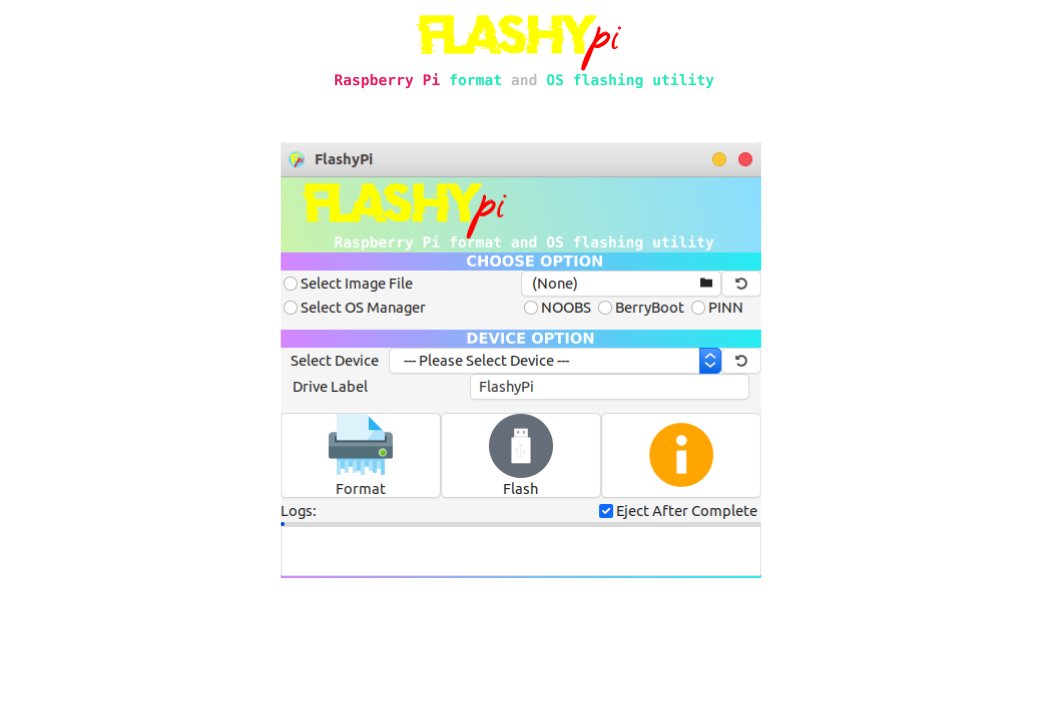 FLASHYpi
Raspberry Pi format and OS flashing utility
FlashyPi
FLASHYpi
Raspberry Pi format and OS flashing utility
CHOOSE OPTION
Select Image File (None)
Select OS Manager NOOBS BerryBoot PINN
DEVICE OPTION
Select Device --- Please Select Device ---
Drive Label FlashyPi
Format Flash
Logs: Eject After Complete